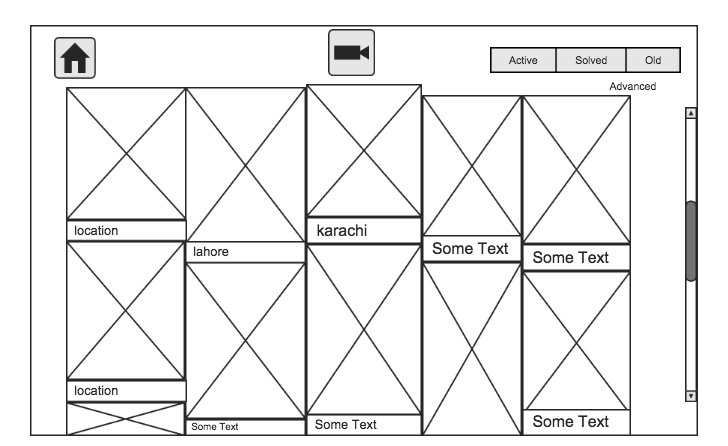 Active Solved Old
Advanced
location
lahore
karachi
Some Text
Some Text
location
Some Text
Some Text
Some Text